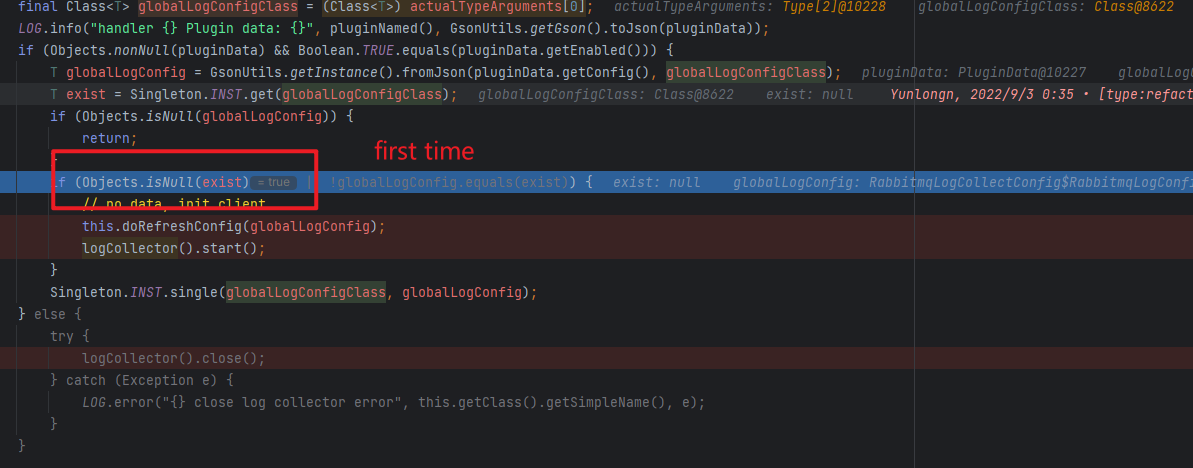 final Class<T> globalLogConfigClass = (Class<T>) actualTypeArguments[0]; actualTypeArguments: Type[2]@10228 globalLogConfigClass: Class@8622
LOG.info("handler {} Plugin data: {}", pluginNamed(), GsonUtils.getGson().toJson(pluginData));
if (Objects.nonNull(pluginData) && Boolean.TRUE.equals(pluginData.getEnabled())) {
T globalLogConfig = GsonUtils.getInstance().fromJson(pluginData.getConfig(), globalLogConfigClass); pluginData: PluginData@10227 globalLo
T exist = Singleton.INST.get(globalLogConfigClass); globalLogConfigClass: Class@8622 exist: null Yunlongn, 2022/9/3 0:35 • [type:refact
if (Objects.isNull(globalLogConfig)) {
return;
}
first time
if (Objects.isNull(exist) = true | !globalLogConfig.equals(exist)) { exist: null globalLogConfig: RabbitmqLogCollectConfig$RabbitmqLogConfi
// no data, init client
this.doRefreshConfig(globalLogConfig);
logCollector().start();
}
Singleton.INST.single(globalLogConfigClass, globalLogConfig);
} else {
try {
logCollector().close();
} catch (Exception e) {
LOG.error("{} close log collector error", this.getClass().getSimpleName(), e);
}
}